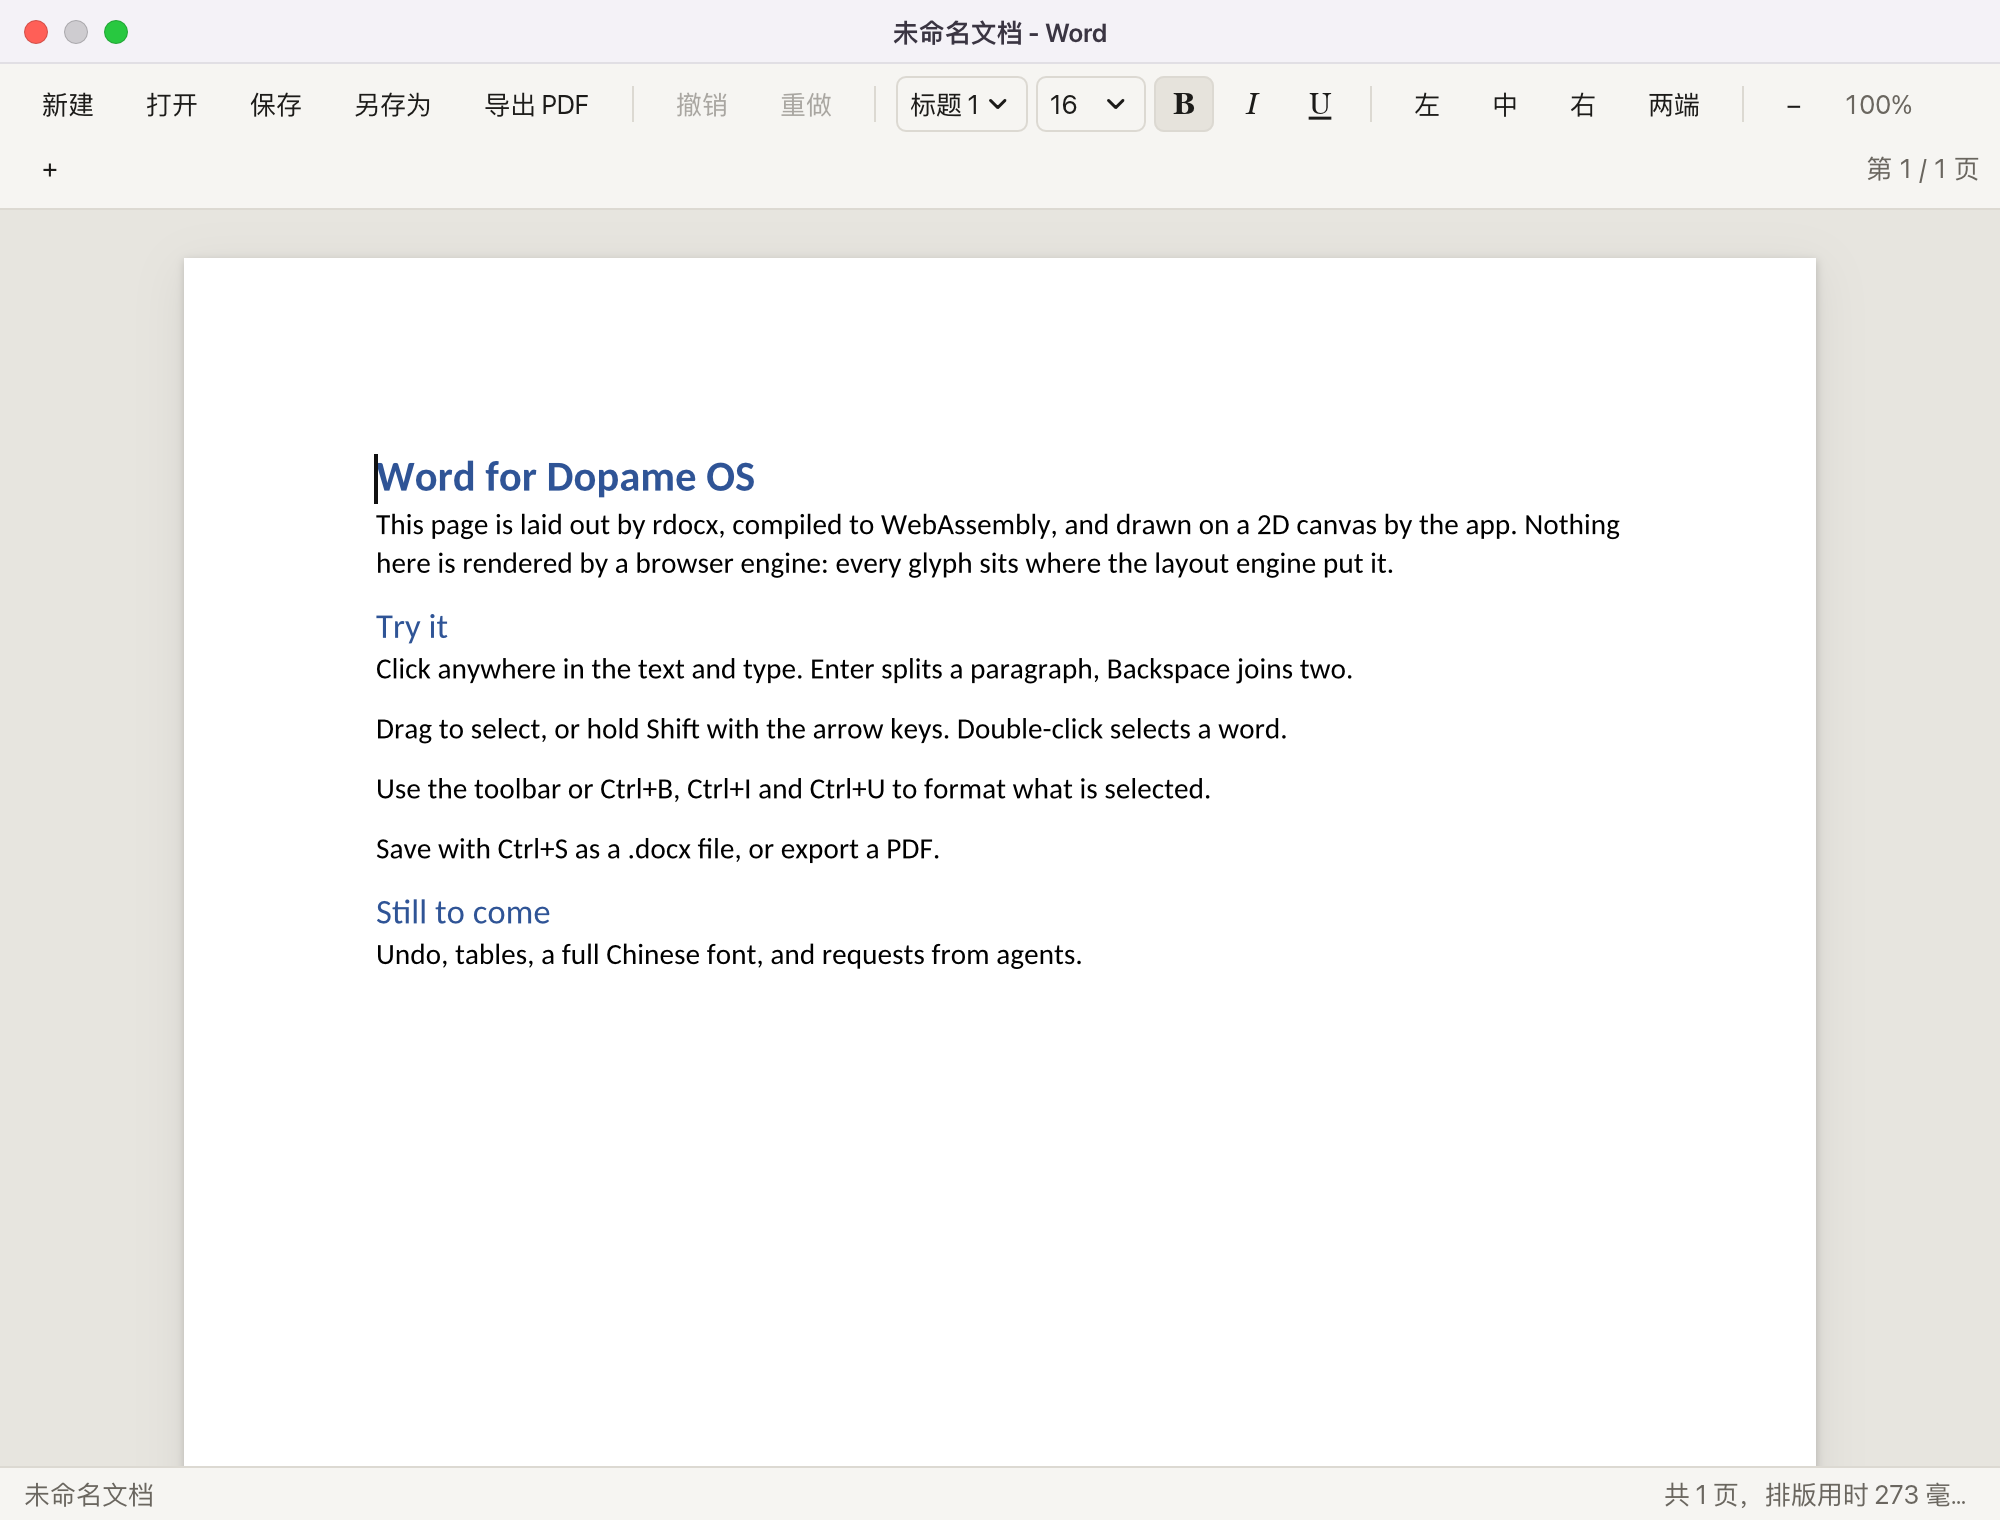 未命名文档 - Word
新建 打开 保存 另存为 导出 PDF 撤销 重做 标题 1 16 B I U 左 中 右 两端 − 100%
+ 第 1 / 1 页
Word for Dopame OS
This page is laid out by rdocx, compiled to WebAssembly, and drawn on a 2D canvas by the app. Nothing
here is rendered by a browser engine: every glyph sits where the layout engine put it.
Try it
Click anywhere in the text and type. Enter splits a paragraph, Backspace joins two.
Drag to select, or hold Shift with the arrow keys. Double-click selects a word.
Use the toolbar or Ctrl+B, Ctrl+I and Ctrl+U to format what is selected.
Save with Ctrl+S as a .docx file, or export a PDF.
Still to come
Undo, tables, a full Chinese font, and requests from agents.
未命名文档 共 1 页，排版用时 273 毫...